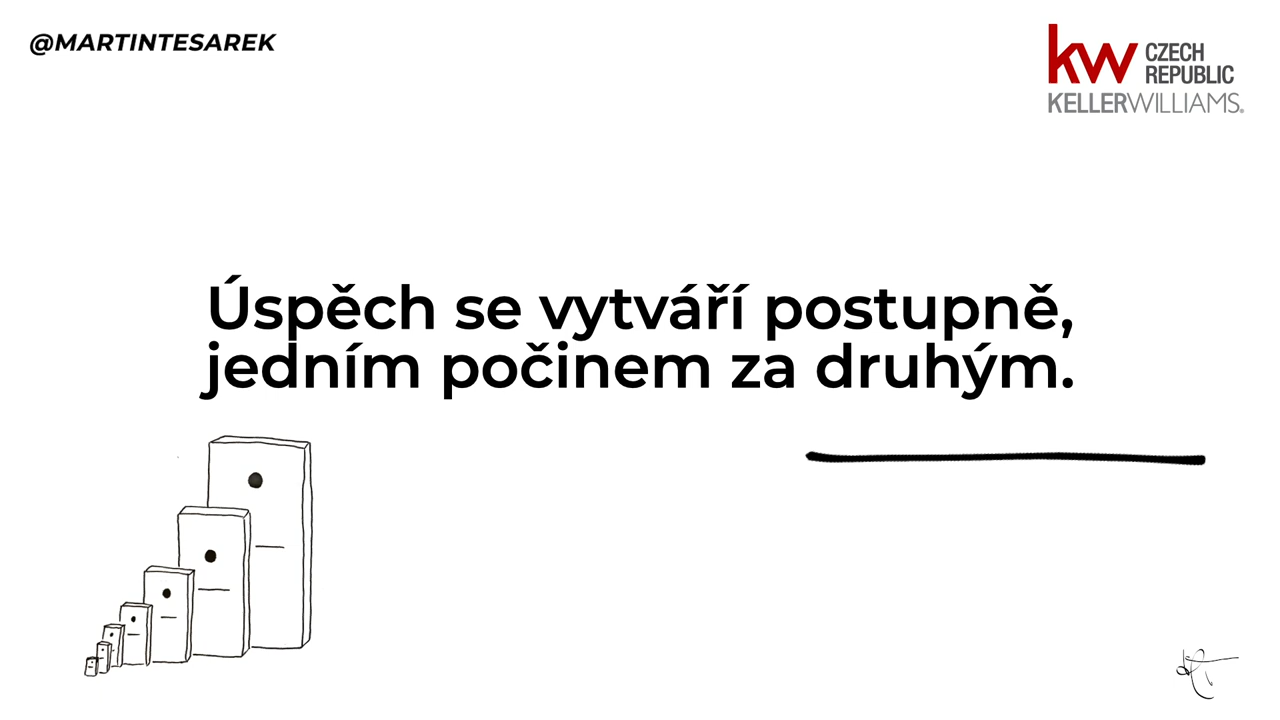 @MARTINTESAREK
kw CZECH
REPUBLIC
KELLERWILLIAMS®
Úspěch se vytváří postupně,
jedním počinem za druhým.